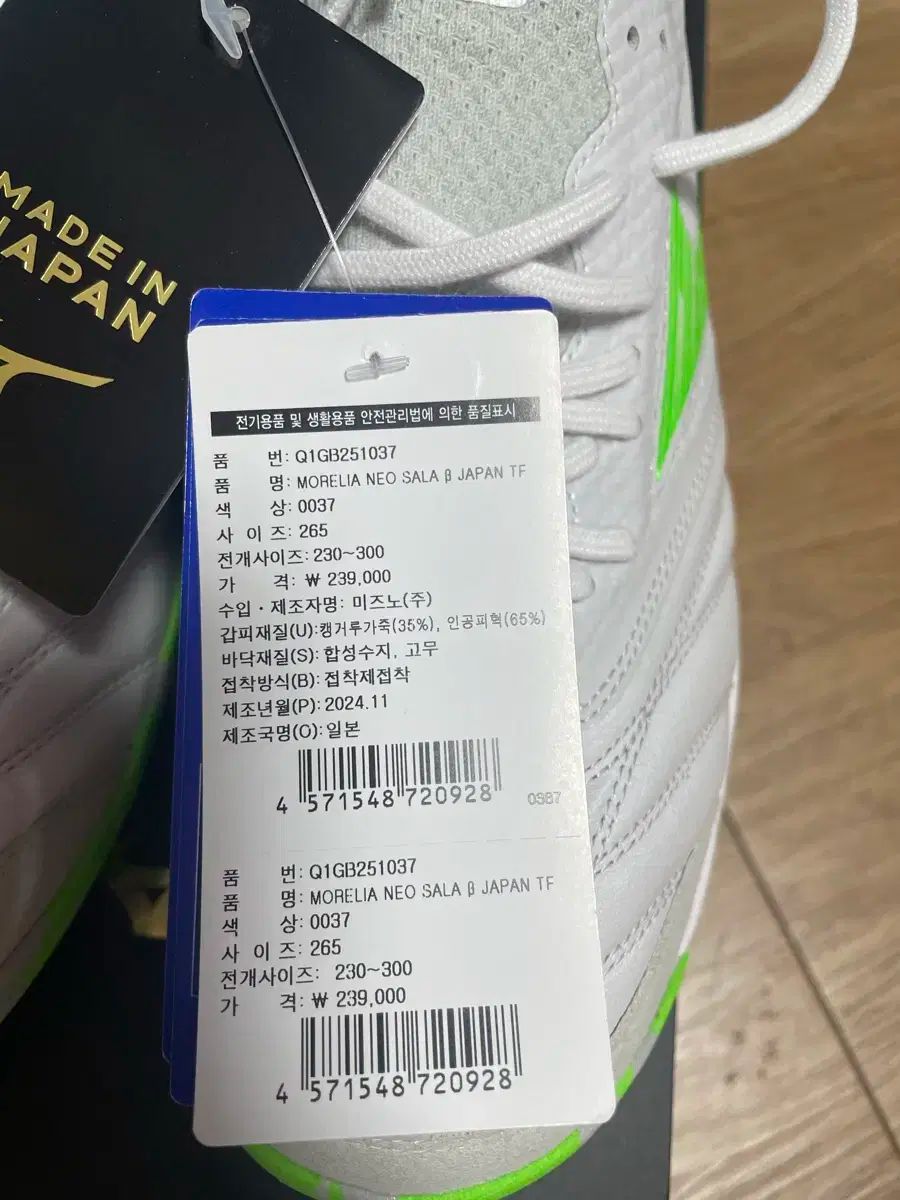 MADE IN
JAPAN
전기용품 및 생활용품 안전관리법에 의한 품질표시
품 번: Q1GB251037
품 명: MORELIA NEO SALA β JAPAN TF
색 상: 0037
사 이 즈: 265
전개사이즈: 230~300
가 격: ₩ 239,000
수입 · 제조자명: 미즈노(주)
갑피재질(U):캥거루가죽(35%), 인공피혁(65%)
바닥재질(S): 합성수지, 고무
접착방식(B): 접착제접착
제조년월(P): 2024.11
제조국명(O): 일본
4 571548 720928
0387
품 번: Q1GB251037
품 명: MORELIA NEO SALA β JAPAN TF
색 상: 0037
사 이 즈: 265
전개사이즈: 230~300
가 격: ₩ 239,000
4 571548 720928